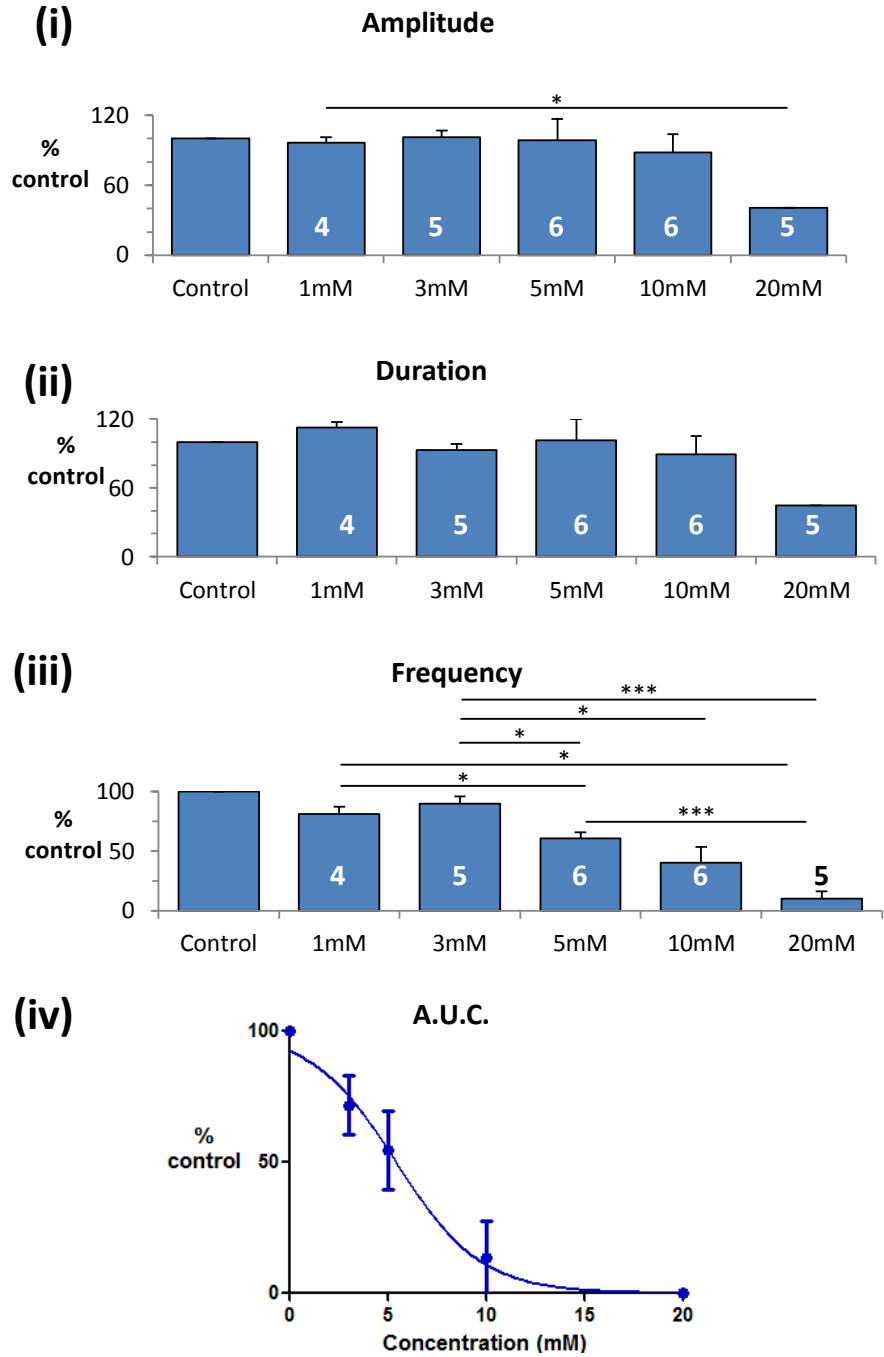 (i)
Amplitude
*
120
%
control
60
0
4
5
6
6
5
Control 1mM 3mM 5mM 10mM 20mM
(ii)
Duration
120
%
control
60
0
4
5
6
6
5
Control 1mM 3mM 5mM 10mM 20mM
(iii)
Frequency
***
*
*
*
*
***
100
%
control
50
0
4
5
6
6
5
Control 1mM 3mM 5mM 10mM 20mM
(iv)
A.U.C.
100
%
control
50
0
0 5 10 15 20
Concentration (mM)